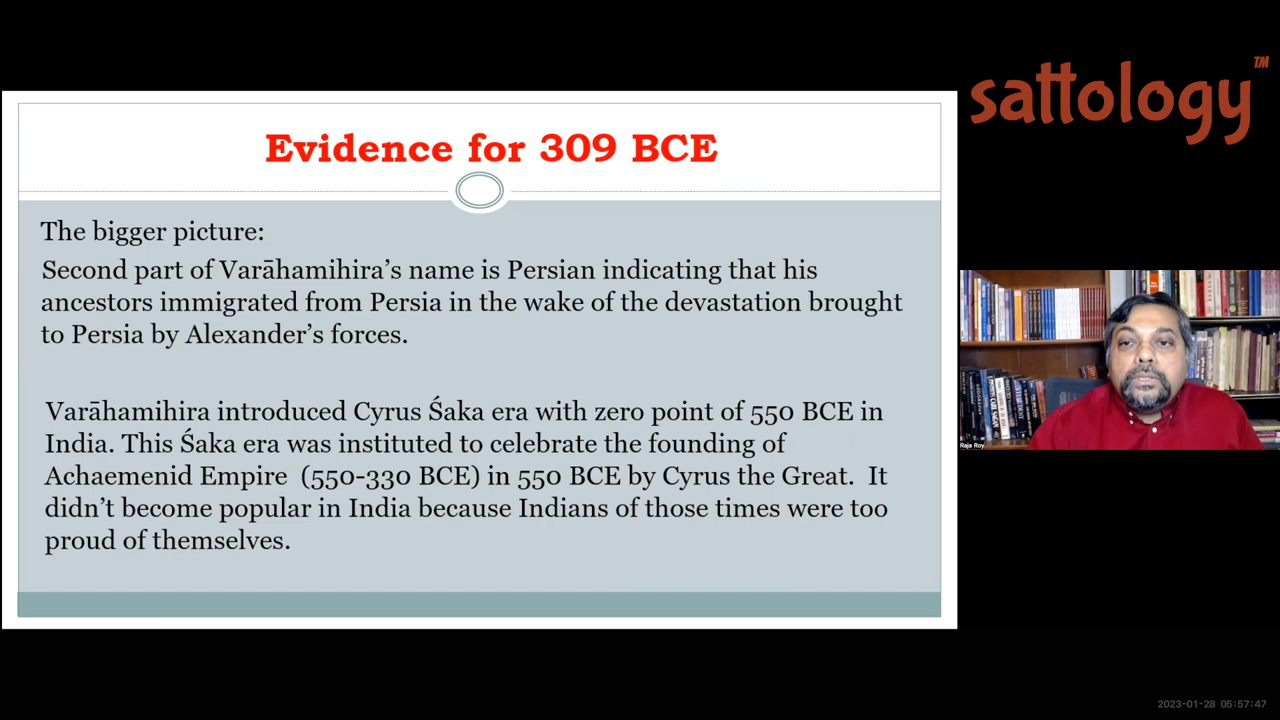 sattology™
Evidence for 309 BCE
The bigger picture:
Second part of Varāhamihira’s name is Persian indicating that his
ancestors immigrated from Persia in the wake of the devastation brought
to Persia by Alexander’s forces.
Varāhamihira introduced Cyrus Śaka era with zero point of 550 BCE in
India. This Śaka era was instituted to celebrate the founding of
Achaemenid Empire (550-330 BCE) in 550 BCE by Cyrus the Great. It
didn’t become popular in India because Indians of those times were too
proud of themselves.
Raja Roy
2023-01-28 05:57:47